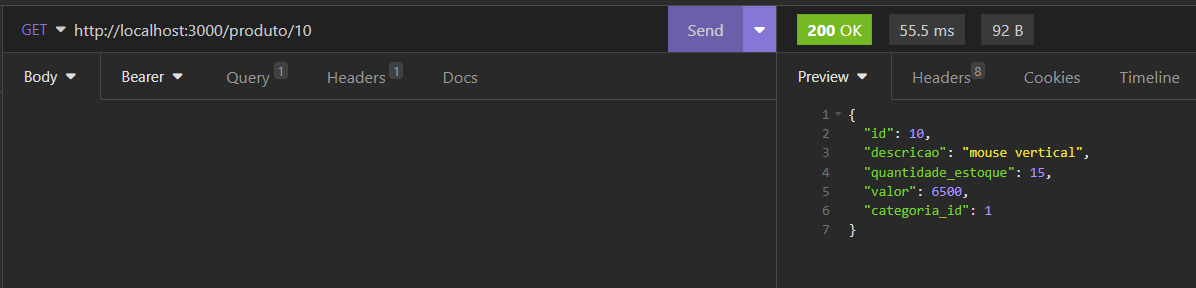 GET http://localhost:3000/produto/10 Send 200 OK 55.5 ms 92 B
Body Bearer Query 1 Headers 1 Docs Preview Headers 8 Cookies Timeline
1 {
2 "id": 10,
3 "descricao": "mouse vertical",
4 "quantidade_estoque": 15,
5 "valor": 6500,
6 "categoria_id": 1
7 }